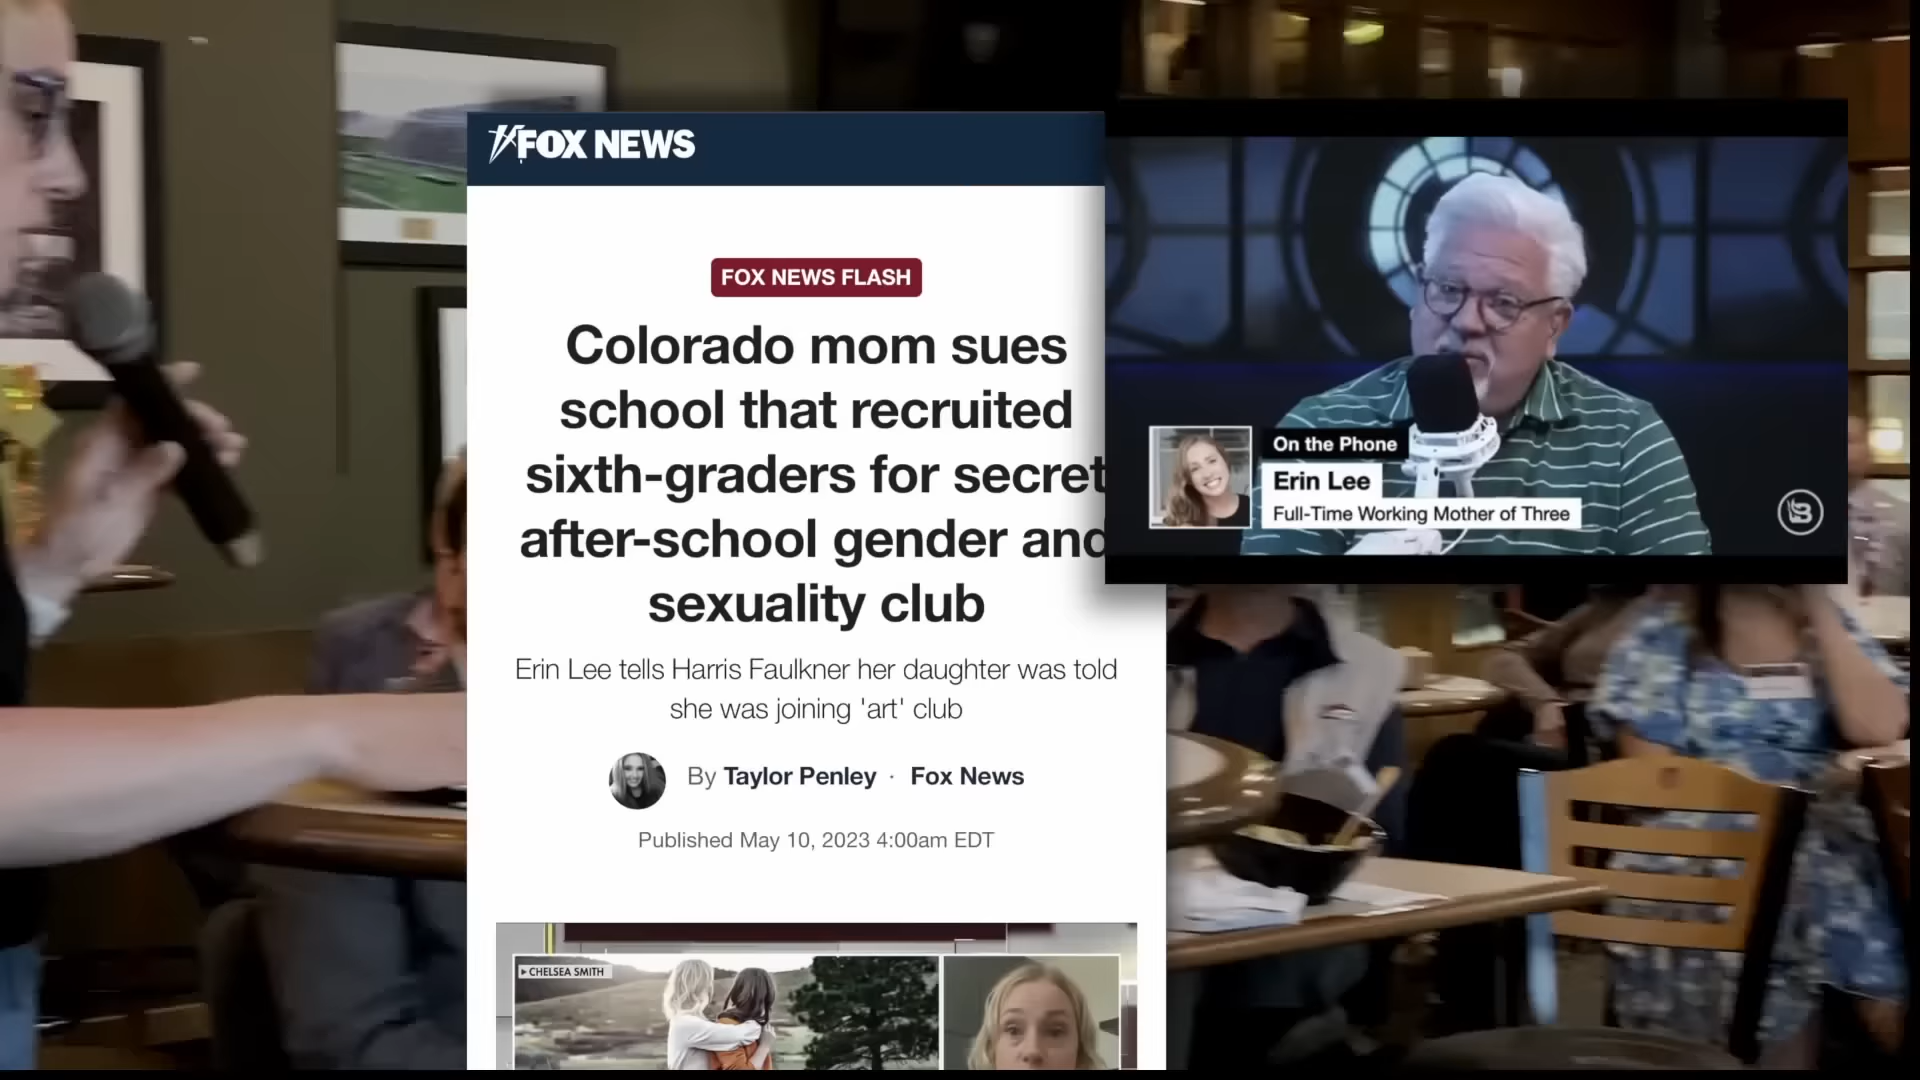 FOX NEWS
FOX NEWS FLASH
Colorado mom sues
school that recruited
sixth-graders for secret
after-school gender and
sexuality club
Erin Lee tells Harris Faulkner her daughter was told
she was joining 'art' club
By Taylor Penley · Fox News
Published May 10, 2023 4:00am EDT
CHELSEA SMITH
On the Phone
Erin Lee
Full-Time Working Mother of Three
B